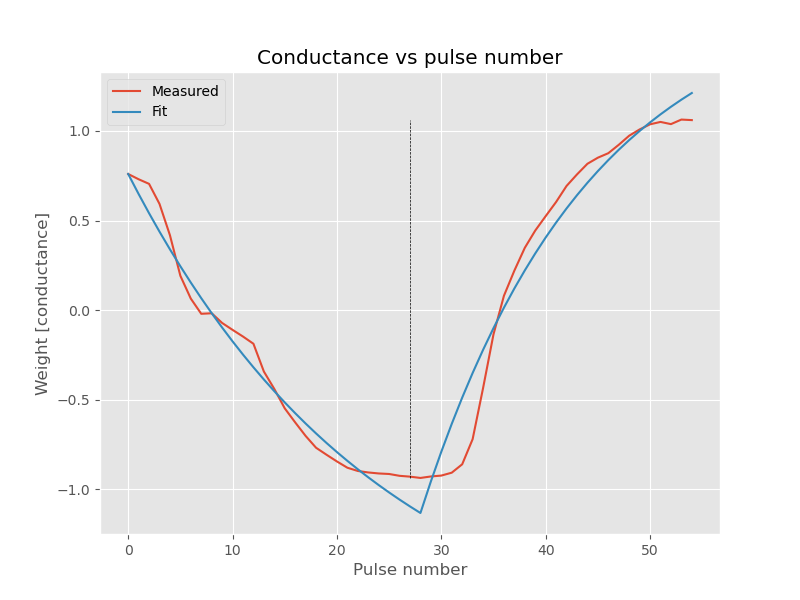 Conductance vs pulse number
Measured
Fit
1.0
0.5
0.0
−0.5
−1.0
Weight [conductance]
0 10 20 30 40 50
Pulse number